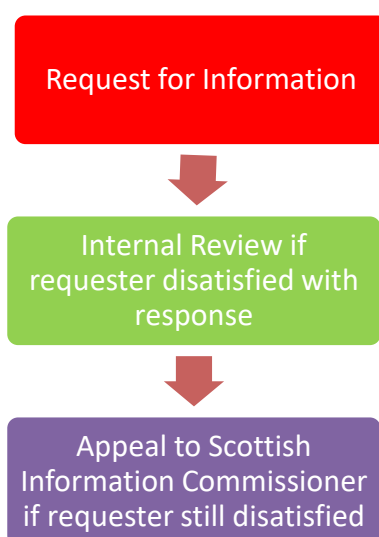 Request for Information
Internal Review if
requester disatisfied with
response
Appeal to Scottish
Information Commissioner
if requester still disatisfied